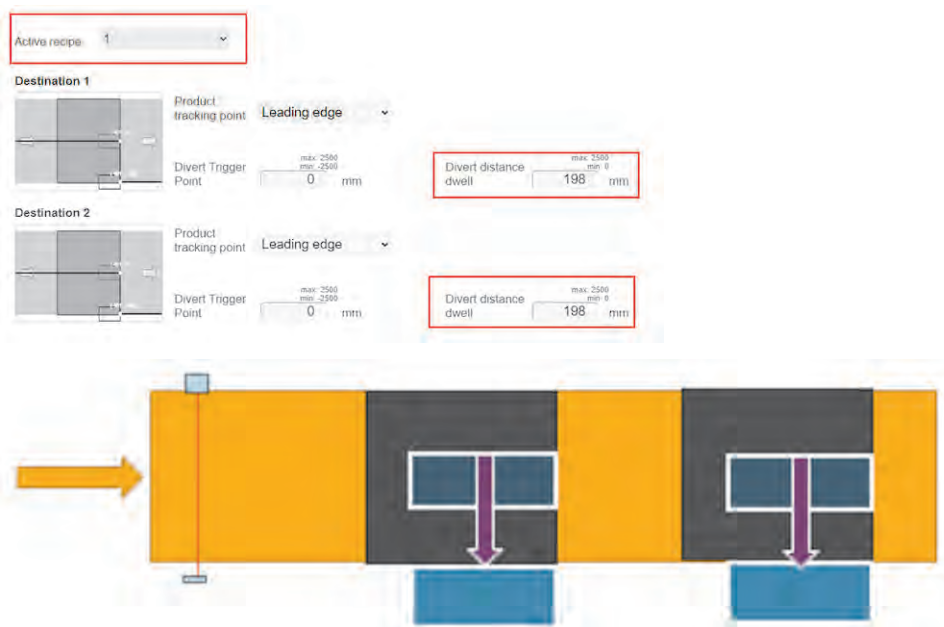 Active recipe 1
Destination 1
Product
tracking point Leading edge
Divert Trigger
Point
max: 2500
min: -2500
0 mm
Divert distance
dwell
max: 2500
min: 0
198 mm
Destination 2
Product
tracking point Leading edge
Divert Trigger
Point
max: 2500
min: -2500
0 mm
Divert distance
dwell
max: 2500
min: 0
198 mm